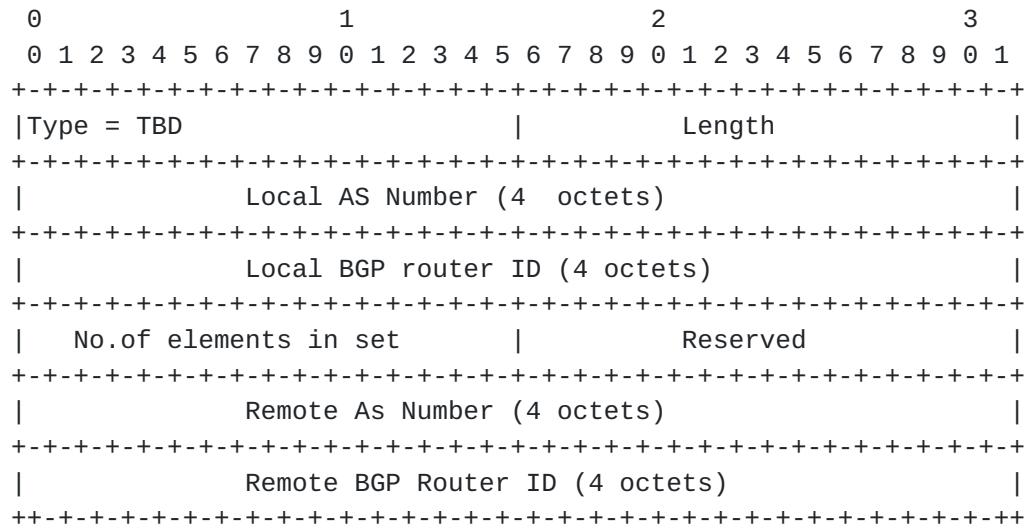 0                   1                   2                   3
 0 1 2 3 4 5 6 7 8 9 0 1 2 3 4 5 6 7 8 9 0 1 2 3 4 5 6 7 8 9 0 1
+-+-+-+-+-+-+-+-+-+-+-+-+-+-+-+-+-+-+-+-+-+-+-+-+-+-+-+-+-+-+-+-+
|Type = TBD                     |          Length               |
+-+-+-+-+-+-+-+-+-+-+-+-+-+-+-+-+-+-+-+-+-+-+-+-+-+-+-+-+-+-+-+-+
|              Local AS Number (4  octets)                      |
+-+-+-+-+-+-+-+-+-+-+-+-+-+-+-+-+-+-+-+-+-+-+-+-+-+-+-+-+-+-+-+-+
|              Local BGP router ID (4 octets)                   |
+-+-+-+-+-+-+-+-+-+-+-+-+-+-+-+-+-+-+-+-+-+-+-+-+-+-+-+-+-+-+-+-+
|   No.of elements in set       |          Reserved             |
+-+-+-+-+-+-+-+-+-+-+-+-+-+-+-+-+-+-+-+-+-+-+-+-+-+-+-+-+-+-+-+-+
|              Remote As Number (4 octets)                      |
+-+-+-+-+-+-+-+-+-+-+-+-+-+-+-+-+-+-+-+-+-+-+-+-+-+-+-+-+-+-+-+-+
|              Remote BGP Router ID (4 octets)                  |
++-+-+-+-+-+-+-+-+-+-+-+-+-+-+-+-+-+-+-+-+-+-+-+-+-+-+-+-+-+-+-++